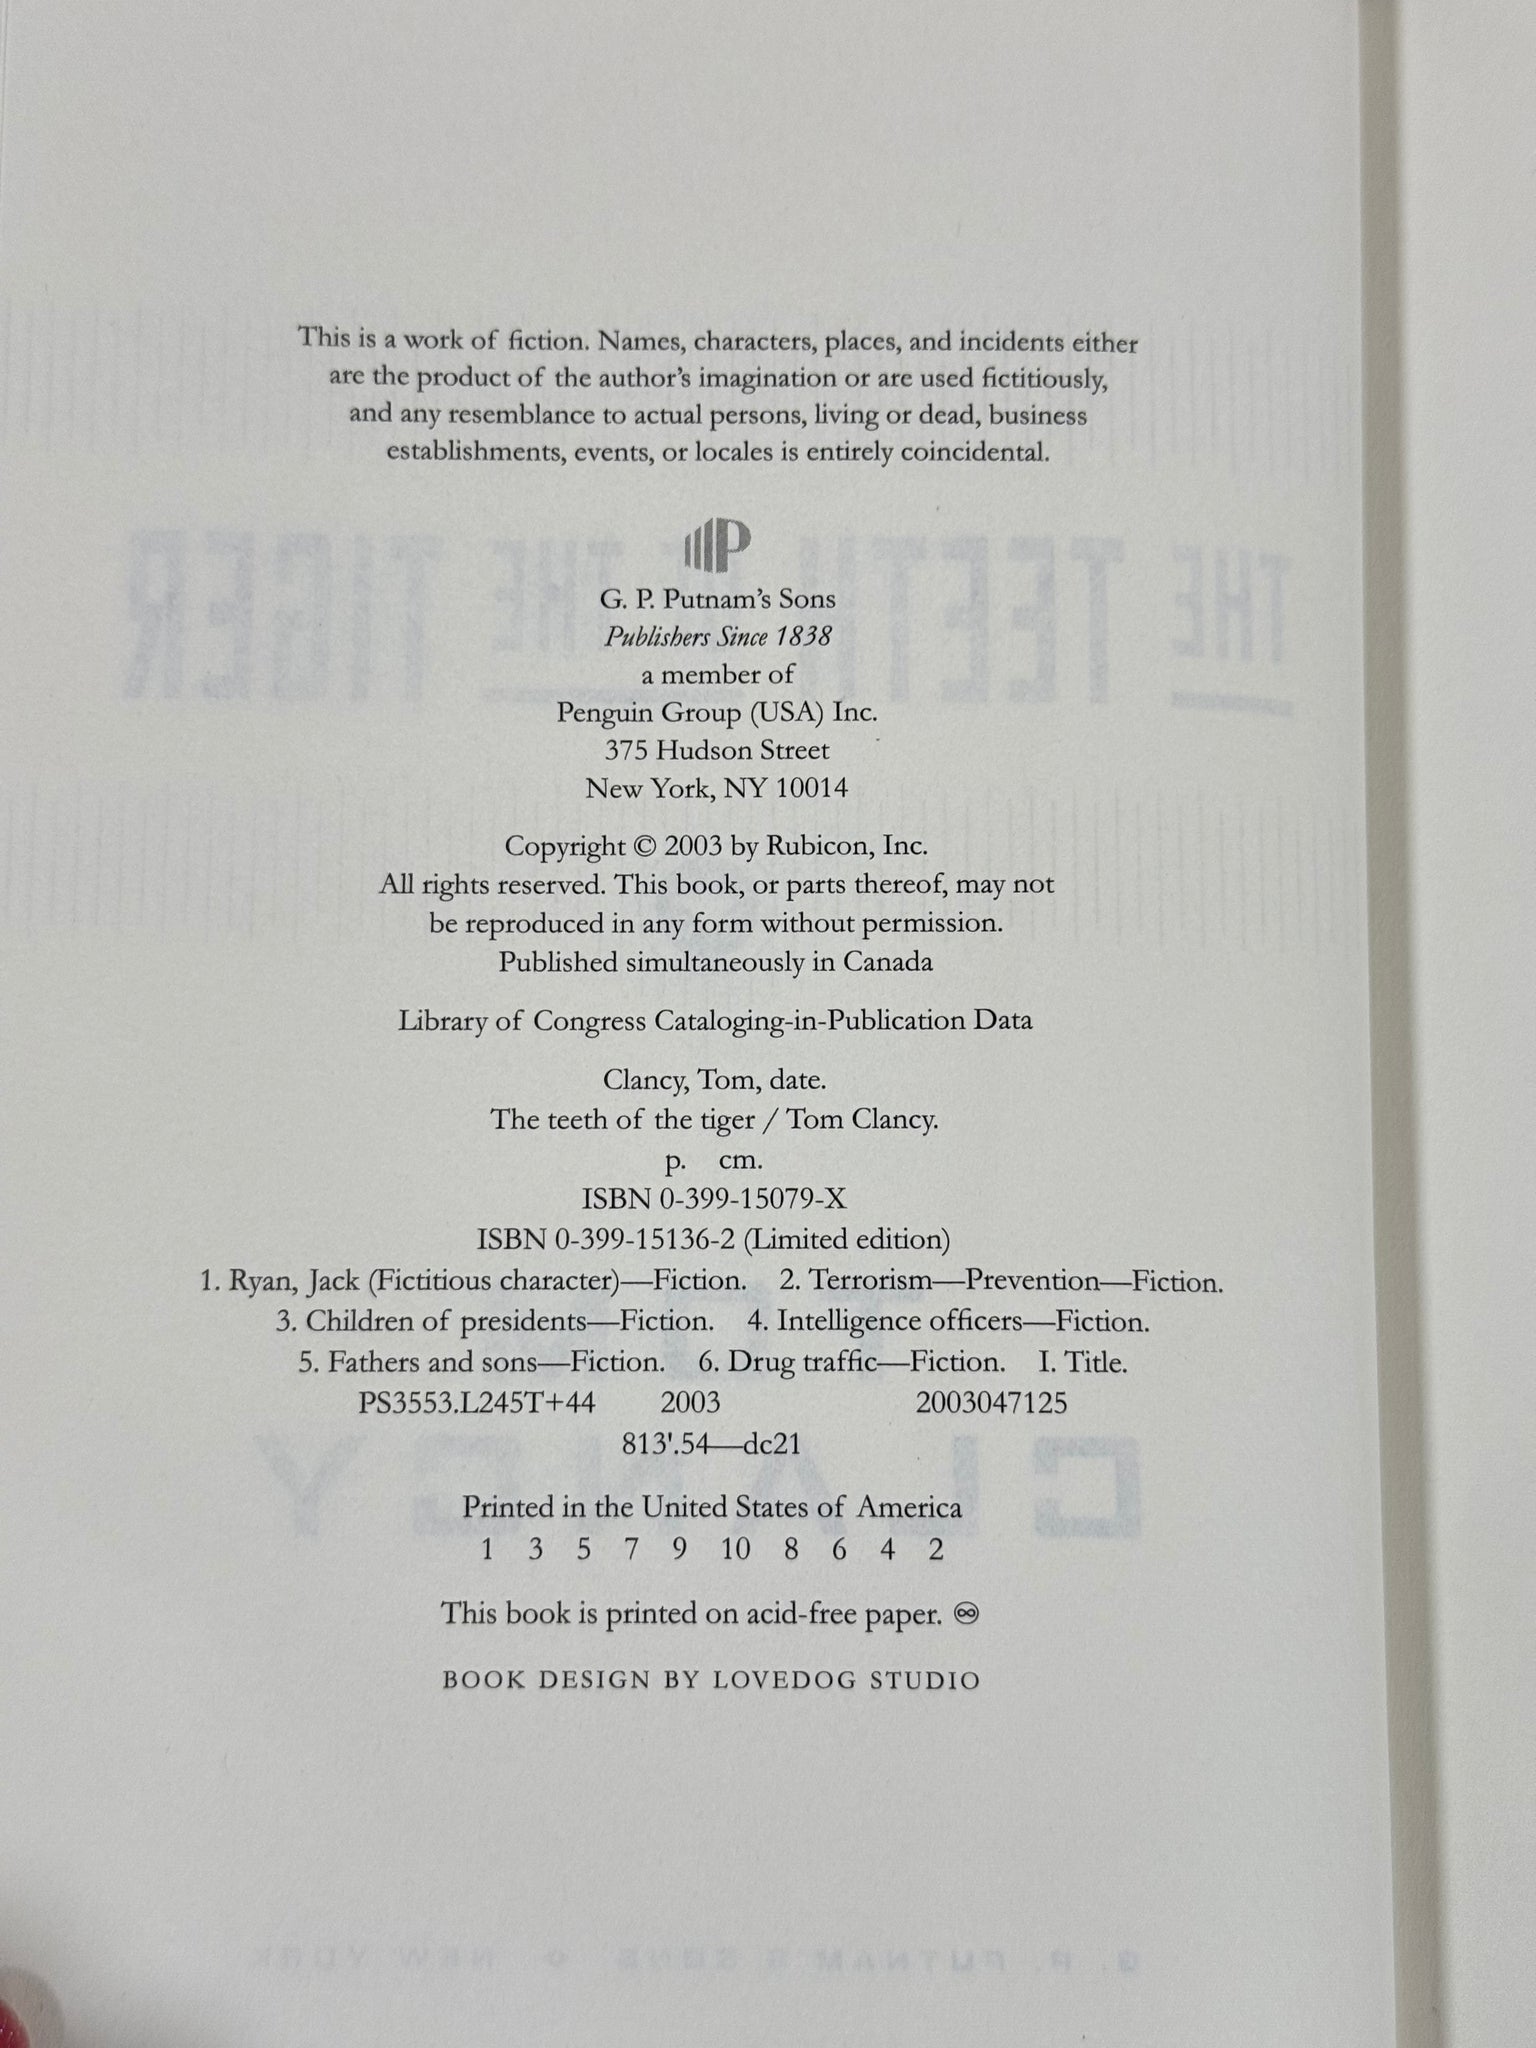 This is a work of fiction. Names, characters, places, and incidents either
are the product of the author's imagination or are used fictitiously,
and any resemblance to actual persons, living or dead, business
establishments, events, or locales is entirely coincidental.
P
G. P. Putnam's Sons
Publishers Since 1838
a member of
Penguin Group (USA) Inc.
375 Hudson Street
New York, NY 10014
Copyright © 2003 by Rubicon, Inc.
All rights reserved. This book, or parts thereof, may not
be reproduced in any form without permission.
Published simultaneously in Canada
Library of Congress Cataloging-in-Publication Data
Clancy, Tom, date.
The teeth of the tiger / Tom Clancy.
p. cm.
ISBN 0-399-15079-X
ISBN 0-399-15136-2 (Limited edition)
1. Ryan, Jack (Fictitious character)—Fiction. 2. Terrorism—Prevention—Fiction.
3. Children of presidents—Fiction. 4. Intelligence officers—Fiction.
5. Fathers and sons—Fiction. 6. Drug traffic—Fiction. I. Title.
PS3553.L245T+44 2003 2003047125
813'.54—dc21
Printed in the United States of America
1 3 5 7 9 10 8 6 4 2
This book is printed on acid-free paper. ♾
BOOK DESIGN BY LOVEDOG STUDIO